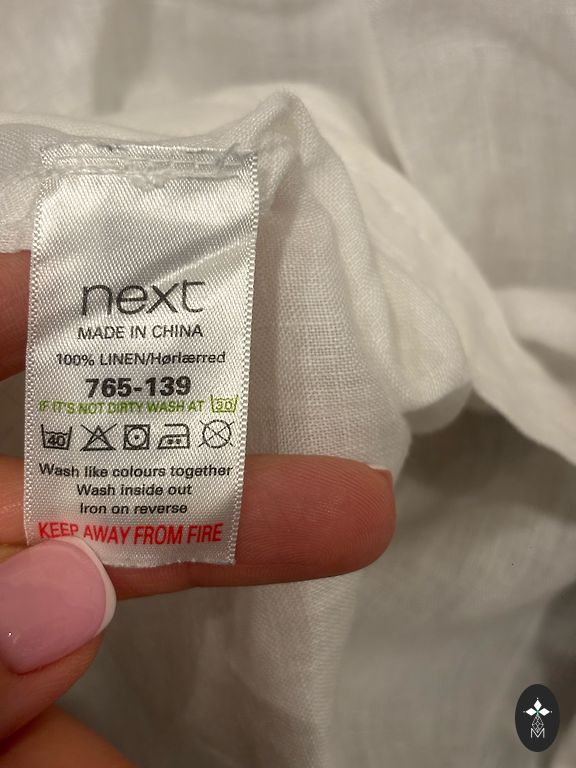 next
MADE IN CHINA
100% LINEN/Hørlærred
765-139
IF IT'S NOT DIRTY WASH AT 30
40
Wash like colours together
Wash inside out
Iron on reverse
KEEP AWAY FROM FIRE
M